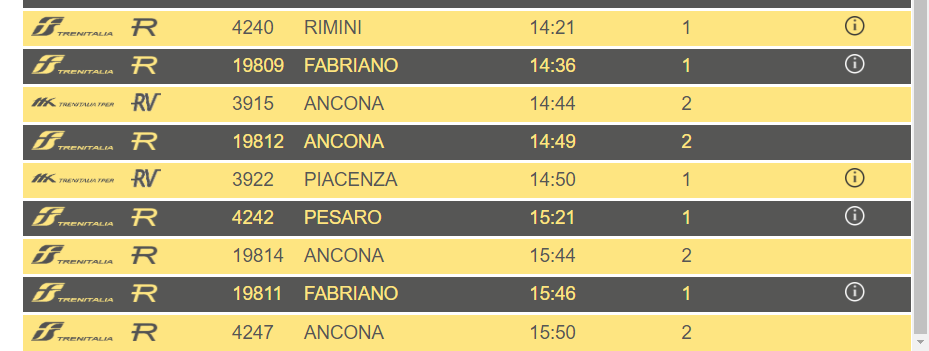 TRENITALIA R 4240 RIMINI 14:21 1 i
TRENITALIA R 19809 FABRIANO 14:36 1 i
TRENITALIA TPER RV 3915 ANCONA 14:44 2
TRENITALIA R 19812 ANCONA 14:49 2
TRENITALIA TPER RV 3922 PIACENZA 14:50 1 i
TRENITALIA R 4242 PESARO 15:21 1 i
TRENITALIA R 19814 ANCONA 15:44 2
TRENITALIA R 19811 FABRIANO 15:46 1 i
TRENITALIA R 4247 ANCONA 15:50 2